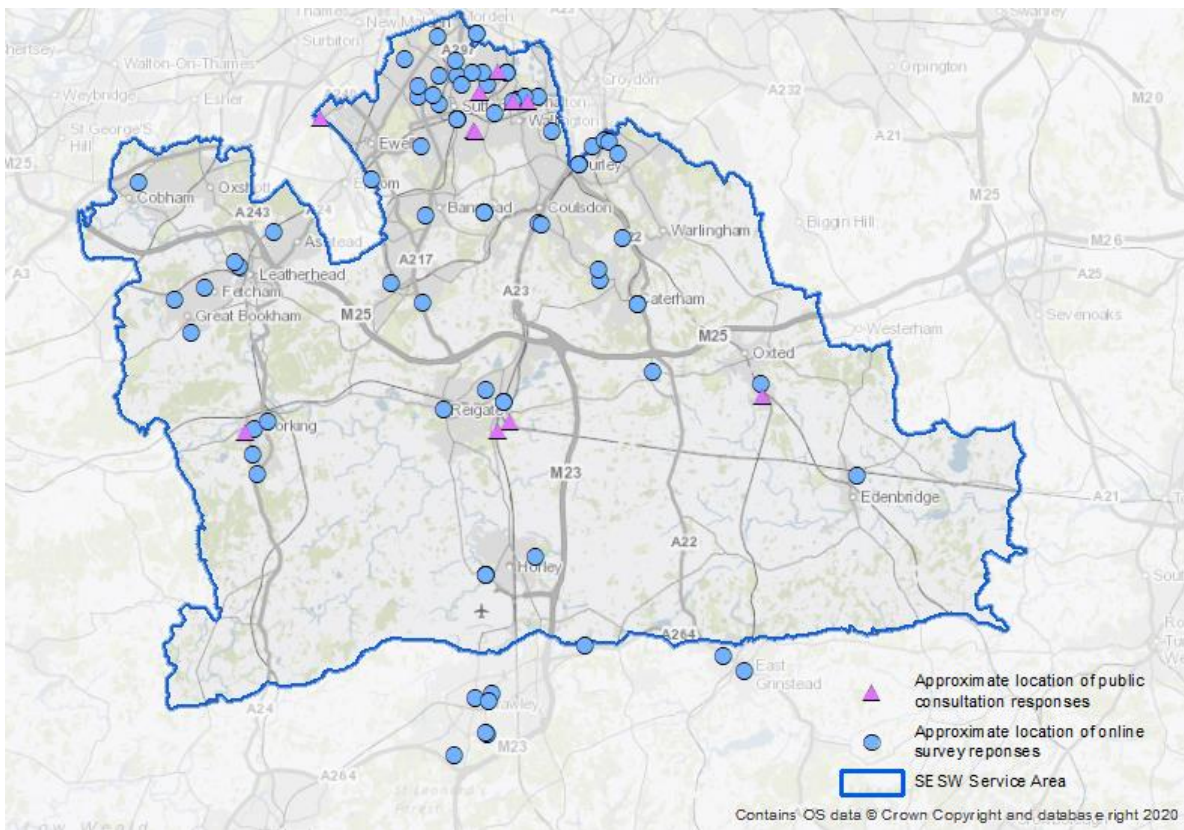 New Malden
Surbiton
Swanley
Walton-On-Thames
A297
Orpington
Croydon
Weybridge
Esher
A232
M20
St George's
Hill
Wallington
A21
M25
Ewell
Purley
Cobham
Oxshott
Epsom
Banstead
Coulsdon
M25
A243
A24
Warlingham
Biggin Hill
Ashtead
M26
A3
A217
Leatherhead
A25
Fetcham
A23
Caterham
Sevenoaks
Great Bookham
M25
Westerham
M25
Oxted
Reigate
Dorking
M23
Edenbridge
A21
A22
Horley
A264
East
Grinstead
Approximate location of public
consultation responses
A24
Crawley
M23
Approximate location of online
survey reponses
A264
SESW Service Area
Contains OS data © Crown Copyright and database right 2020